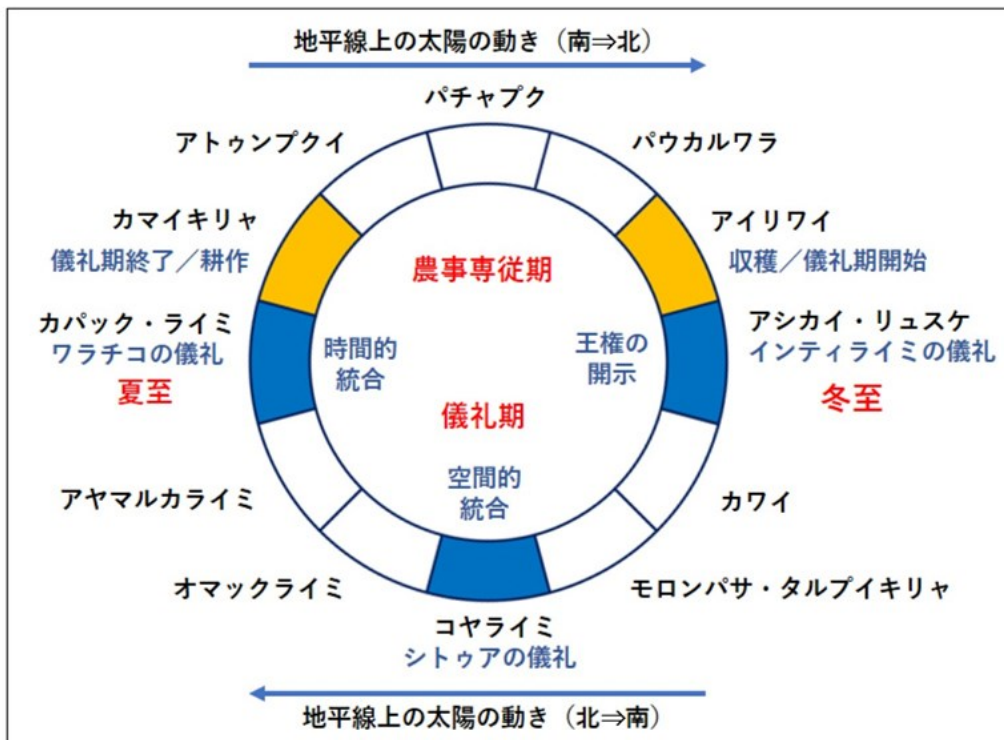 地平線上の太陽の動き（南⇒北）
パチャプク
アトゥンプクイ
パウカルワラ
カマイキリャ
儀礼期終了／耕作
アイリワイ
収穫／儀礼期開始
農事専従期
カパック・ライミ
ワラチコの儀礼
夏至
時間的
統合
王権の
開示
アシカイ・リュスケ
インティライミの儀礼
冬至
儀礼期
空間的
統合
アヤマルカライミ
カワイ
オマックライミ
モロンパサ・タルプイキリャ
コヤライミ
シトゥアの儀礼
地平線上の太陽の動き（北⇒南）